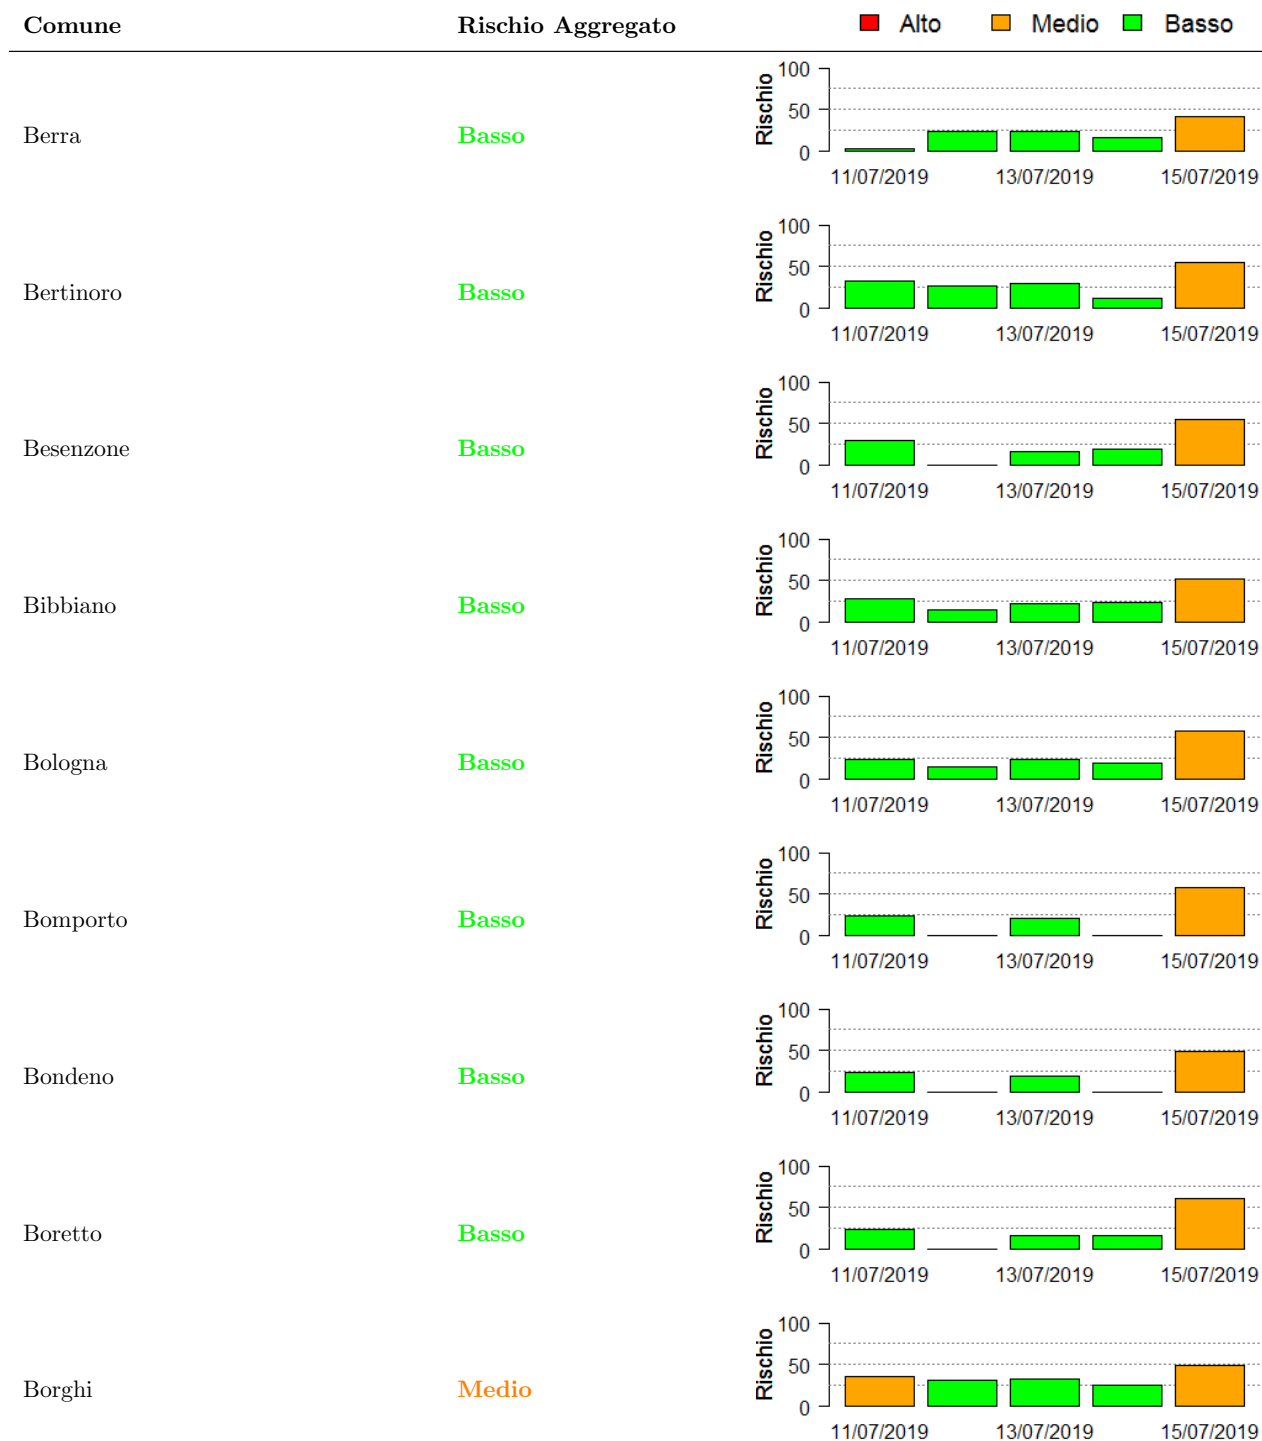 Comune Rischio Aggregato Alto Medio Basso
Berra Basso Rischio 100 50 0
11/07/2019 13/07/2019 15/07/2019
Bertinoro Basso Rischio 100 50 0
11/07/2019 13/07/2019 15/07/2019
Besenzone Basso Rischio 100 50 0
11/07/2019 13/07/2019 15/07/2019
Bibbiano Basso Rischio 100 50 0
11/07/2019 13/07/2019 15/07/2019
Bologna Basso Rischio 100 50 0
11/07/2019 13/07/2019 15/07/2019
Bomporto Basso Rischio 100 50 0
11/07/2019 13/07/2019 15/07/2019
Bondeno Basso Rischio 100 50 0
11/07/2019 13/07/2019 15/07/2019
Boretto Basso Rischio 100 50 0
11/07/2019 13/07/2019 15/07/2019
Borghi Medio Rischio 100 50 0
11/07/2019 13/07/2019 15/07/2019